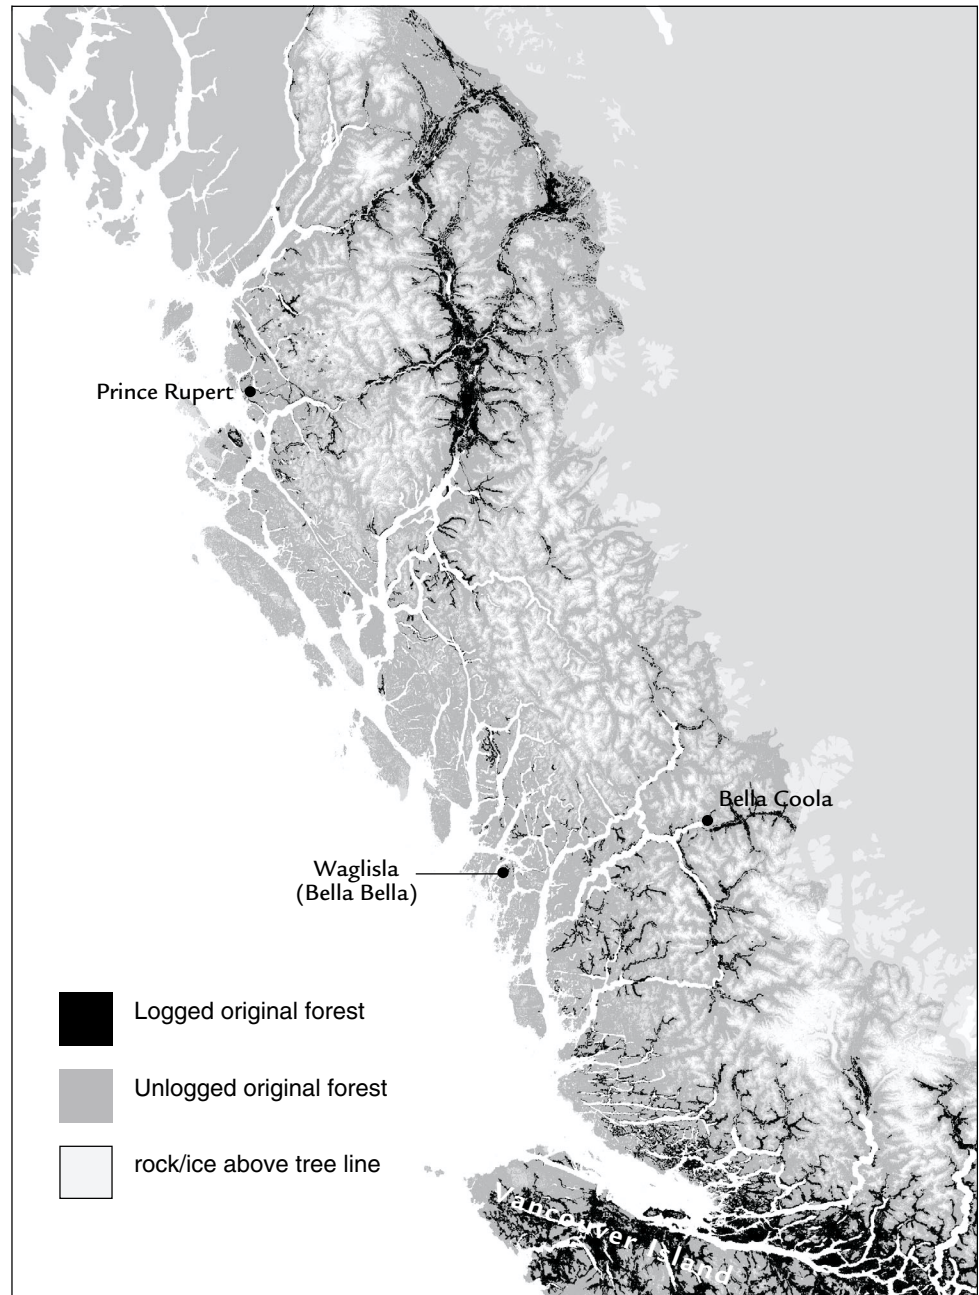 Prince Rupert
Bella Coola
Waglisla
(Bella Bella)
Logged original forest
Unlogged original forest
rock/ice above tree line
Vancouver Island